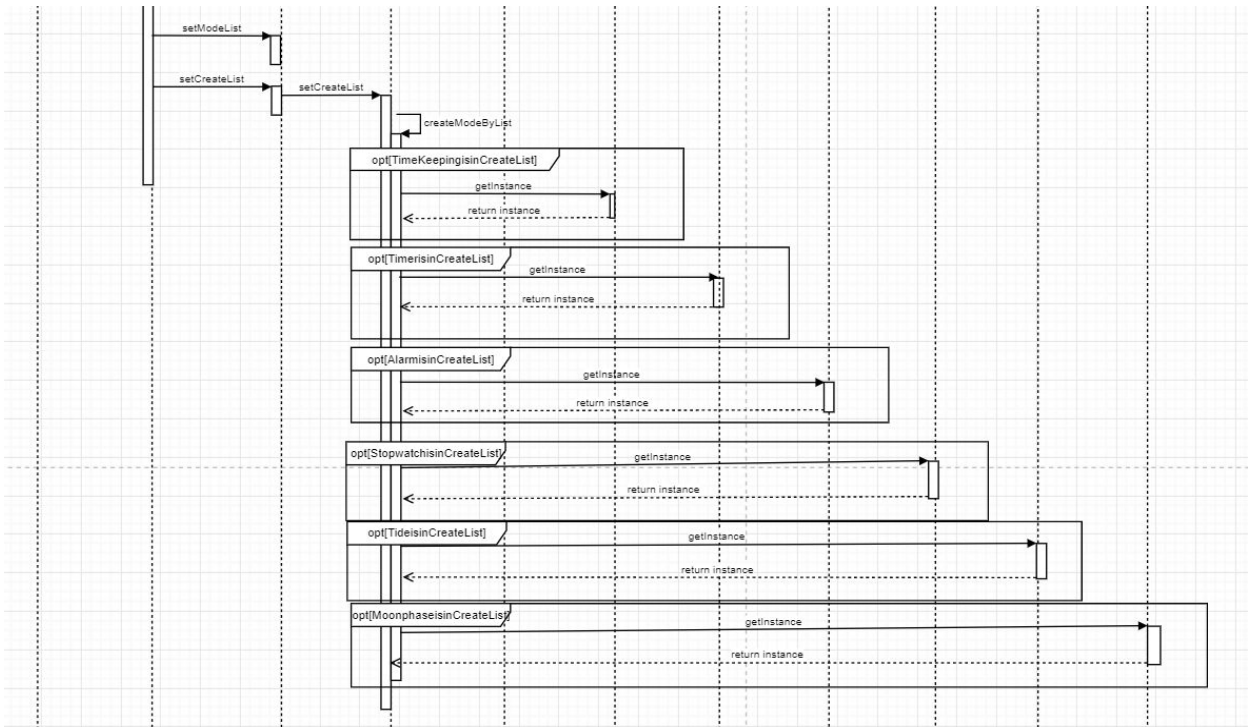 setModeList
setCreateList
setCreateList
createModeByList
opt[TimeKeepingisinCreateList]
getInstance
return instance
opt[TimerisinCreateList]
getInstance
return instance
opt[AlarmisinCreateList]
getInstance
return instance
opt[StopwatchisinCreateList]
getInstance
return instance
opt[TideisinCreateList]
getInstance
return instance
opt[MoonphaseisinCreateList]
getInstance
return instance